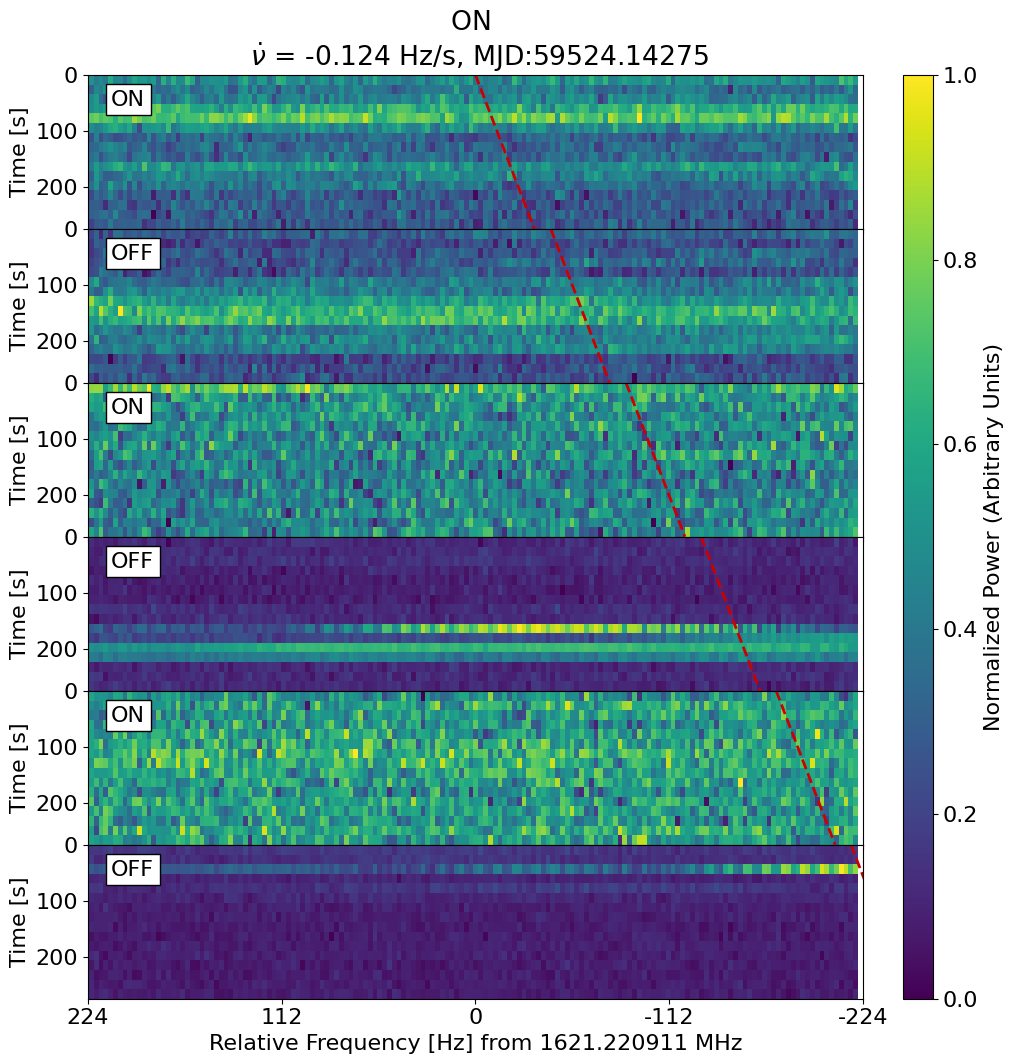 ON
ν̇ = -0.124 Hz/s, MJD:59524.14275
0
100
200
Time [s]
ON
0
100
200
Time [s]
OFF
0
100
200
Time [s]
ON
0
100
200
Time [s]
OFF
0
100
200
Time [s]
ON
0
100
200
Time [s]
OFF
224 112 0 -112 -224
Relative Frequency [Hz] from 1621.220911 MHz
1.0
0.8
0.6
0.4
0.2
0.0
Normalized Power (Arbitrary Units)